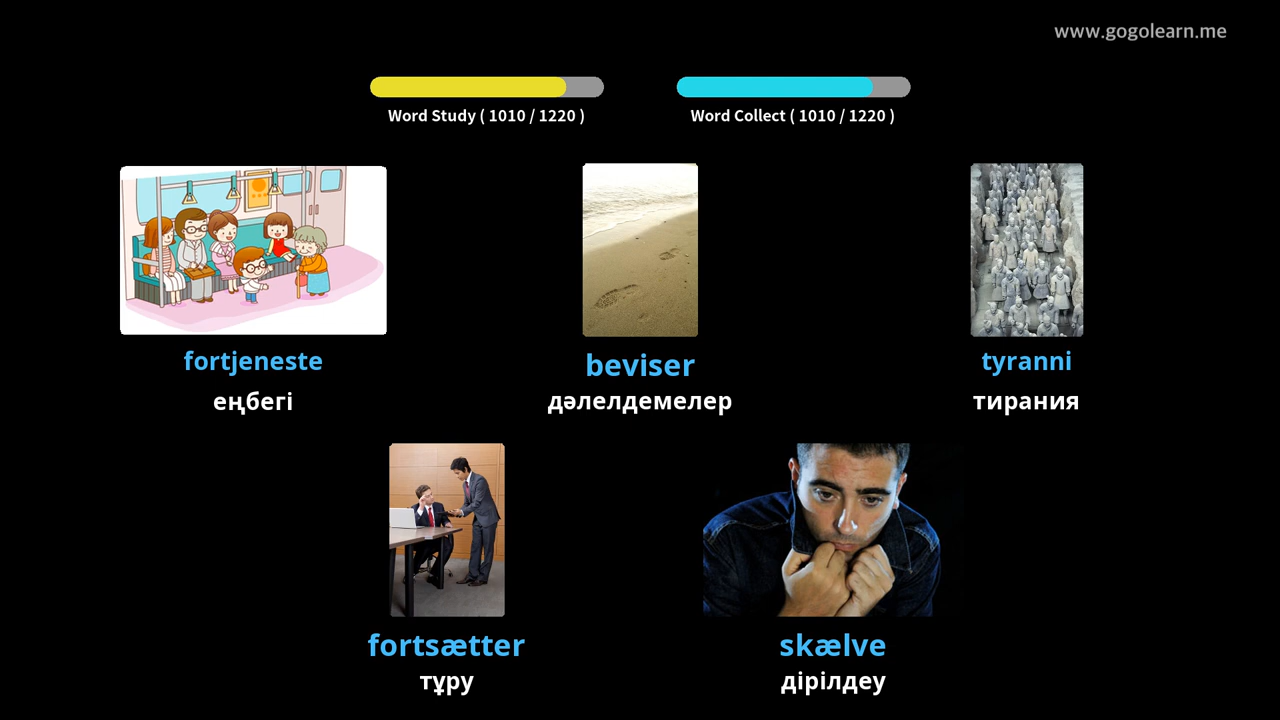 www.gogolearn.me
Word Study ( 1010 / 1220 )
Word Collect ( 1010 / 1220 )
fortjeneste
еңбегі
beviser
дәлелдемелер
tyranni
тирания
fortsætter
тұру
skælve
дірілдеу